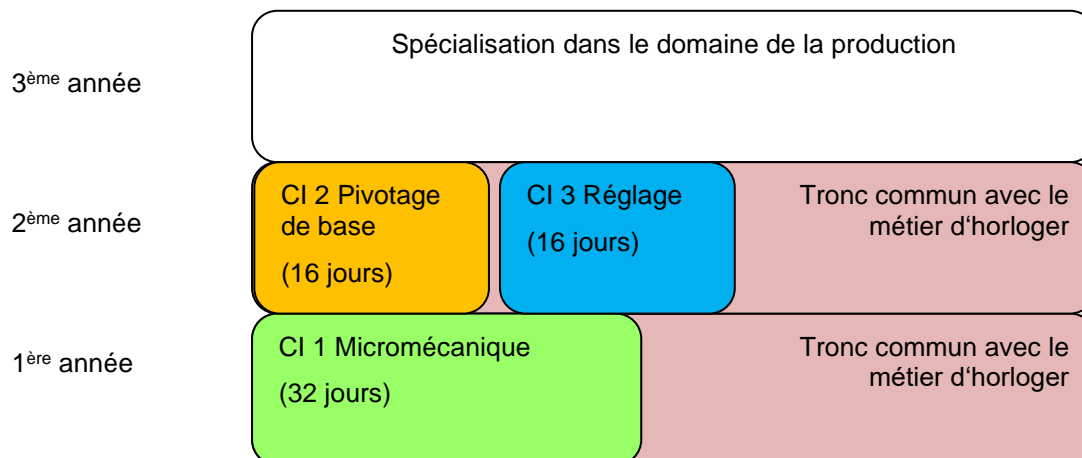 Spécialisation dans le domaine de la production
3ème année
CI 2 Pivotage
de base
(16 jours)
CI 3 Réglage
(16 jours)
Tronc commun avec le
métier d‘horloger
2ème année
CI 1 Micromécanique
(32 jours)
Tronc commun avec le
métier d‘horloger
1ère année